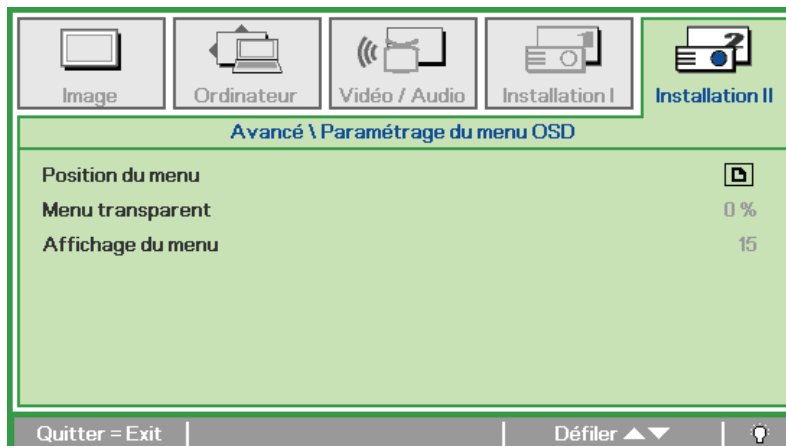 Image
Ordinateur
Vidéo / Audio
Installation I
Installation II
Avancé \ Paramétrage du menu OSD
Position du menu
Menu transparent 0 %
Affichage du menu 15
Quitter = Exit Défiler ▲▼